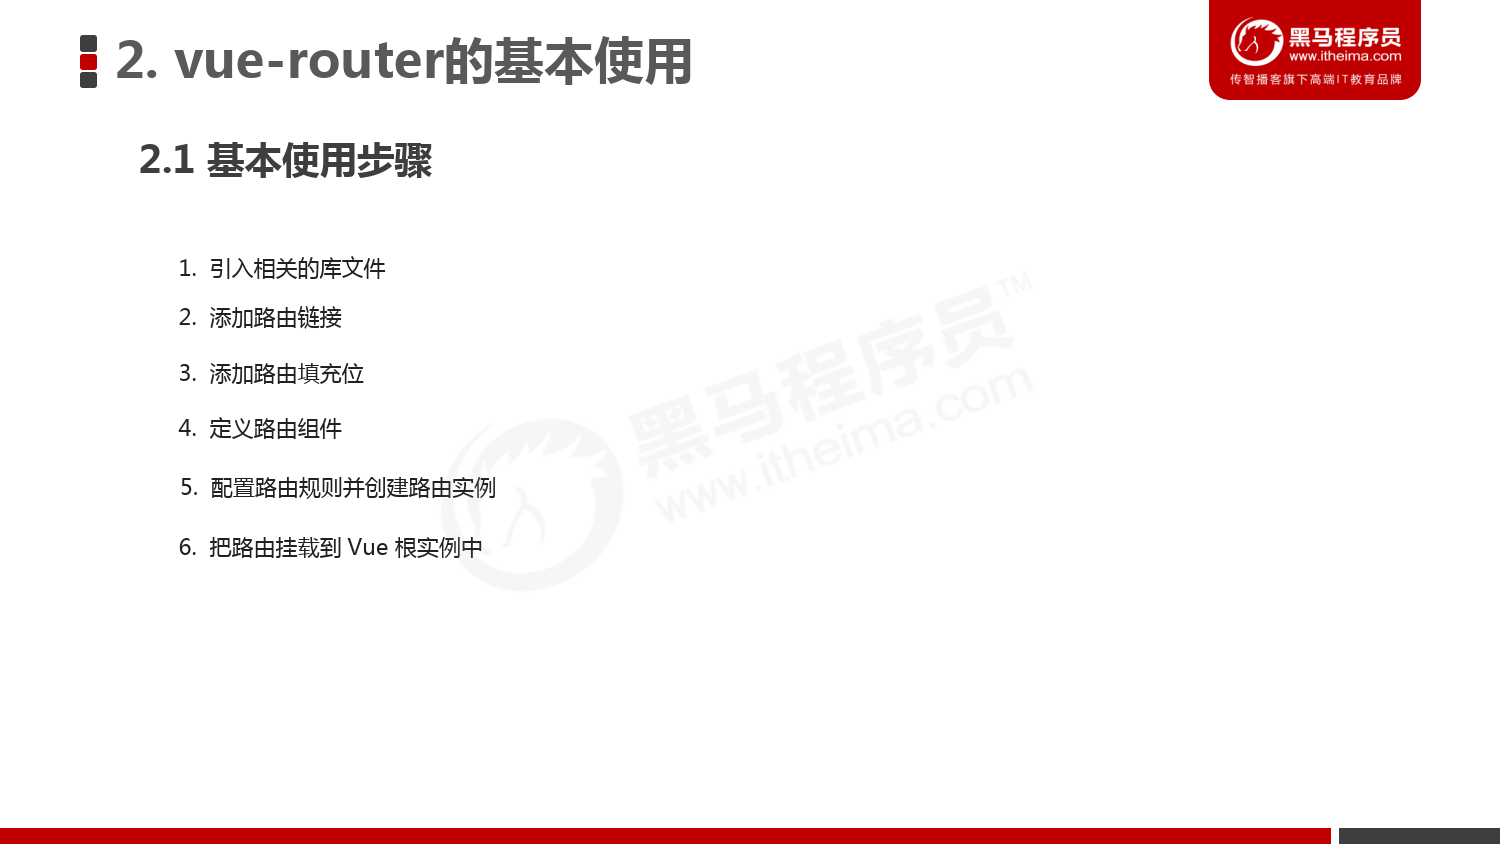 2. vue-router的基本使用
黑马程序员
www.itheima.com
传智播客旗下高端IT教育品牌
2.1 基本使用步骤
1. 引入相关的库文件
2. 添加路由链接
3. 添加路由填充位
4. 定义路由组件
5. 配置路由规则并创建路由实例
6. 把路由挂载到 Vue 根实例中
黑马程序员™
www.itheima.com